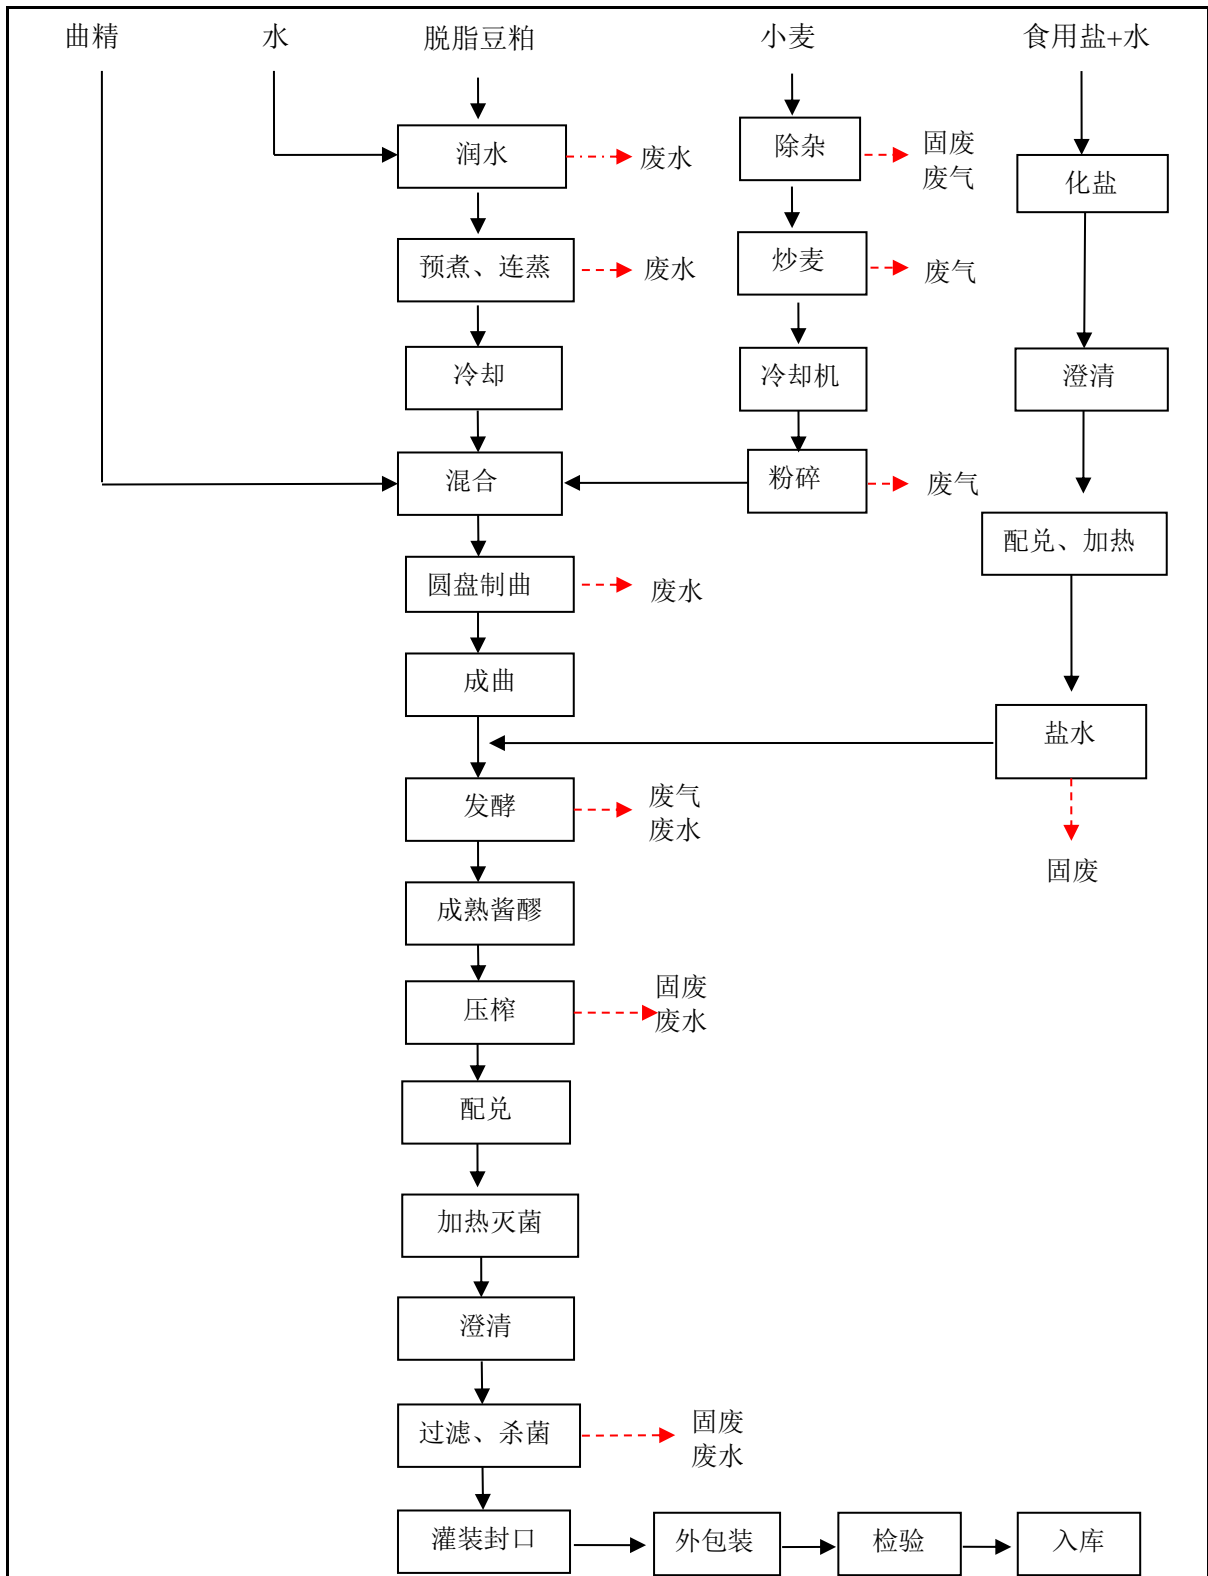 曲精
水
脱脂豆粕
小麦
食用盐+水
润水
废水
除杂
固废
废气
化盐
预煮、连蒸
废水
炒麦
废气
冷却
冷却机
澄清
混合
粉碎
废气
配兑、加热
圆盘制曲
废水
成曲
盐水
发酵
废气
废水
固废
成熟酱醪
压榨
固废
废水
配兑
加热灭菌
澄清
过滤、杀菌
固废
废水
灌装封口
外包装
检验
入库